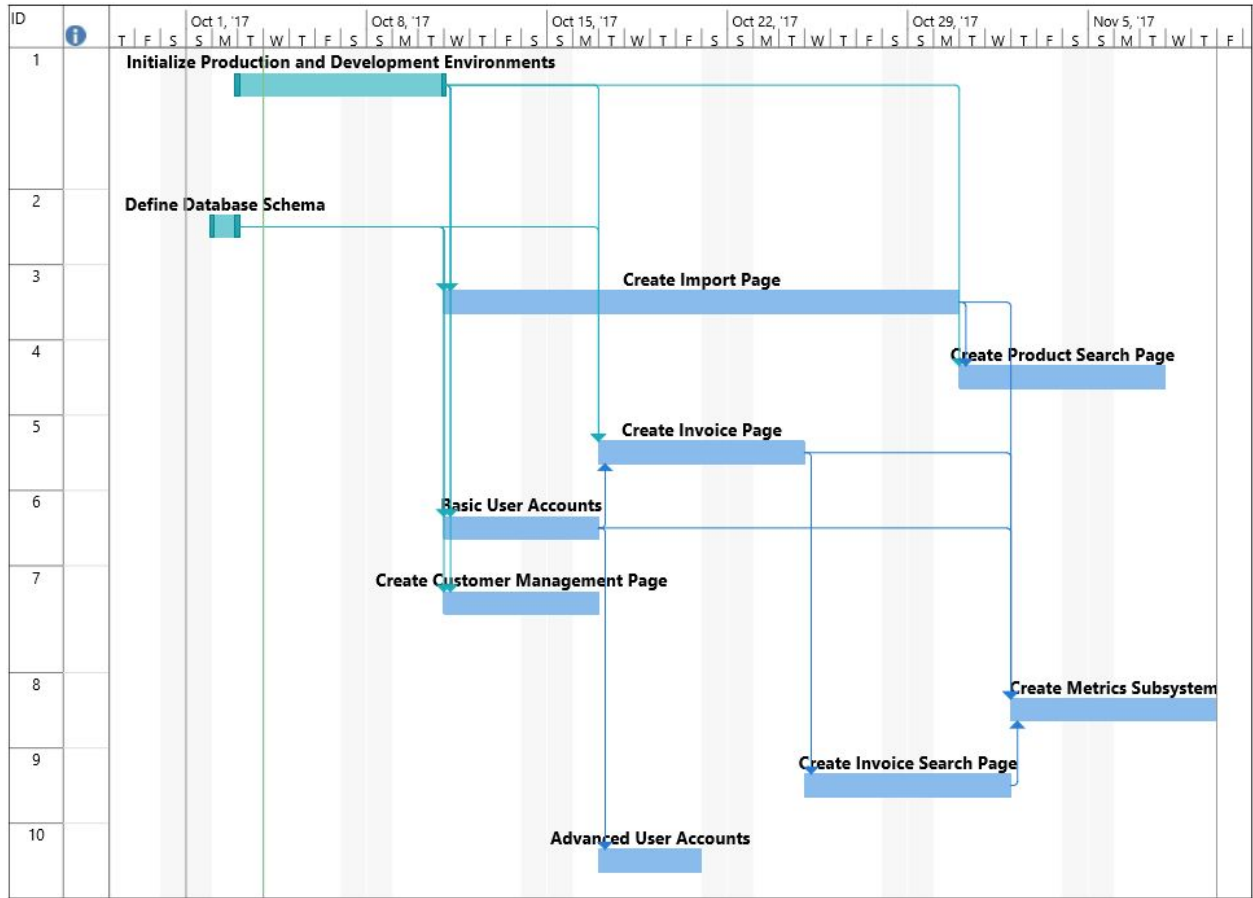 ID
Oct 1, '17 Oct 8, '17 Oct 15, '17 Oct 22, '17 Oct 29, '17 Nov 5, '17
T F S S M T W T F S S M T W T F S S M T W T F S S M T W T F S S M T W T F S S M T W T F
1
Initialize Production and Development Environments
2
Define Database Schema
3
Create Import Page
4
Create Product Search Page
5
Create Invoice Page
6
Basic User Accounts
7
Create Customer Management Page
8
Create Metrics Subsystem
9
Create Invoice Search Page
10
Advanced User Accounts